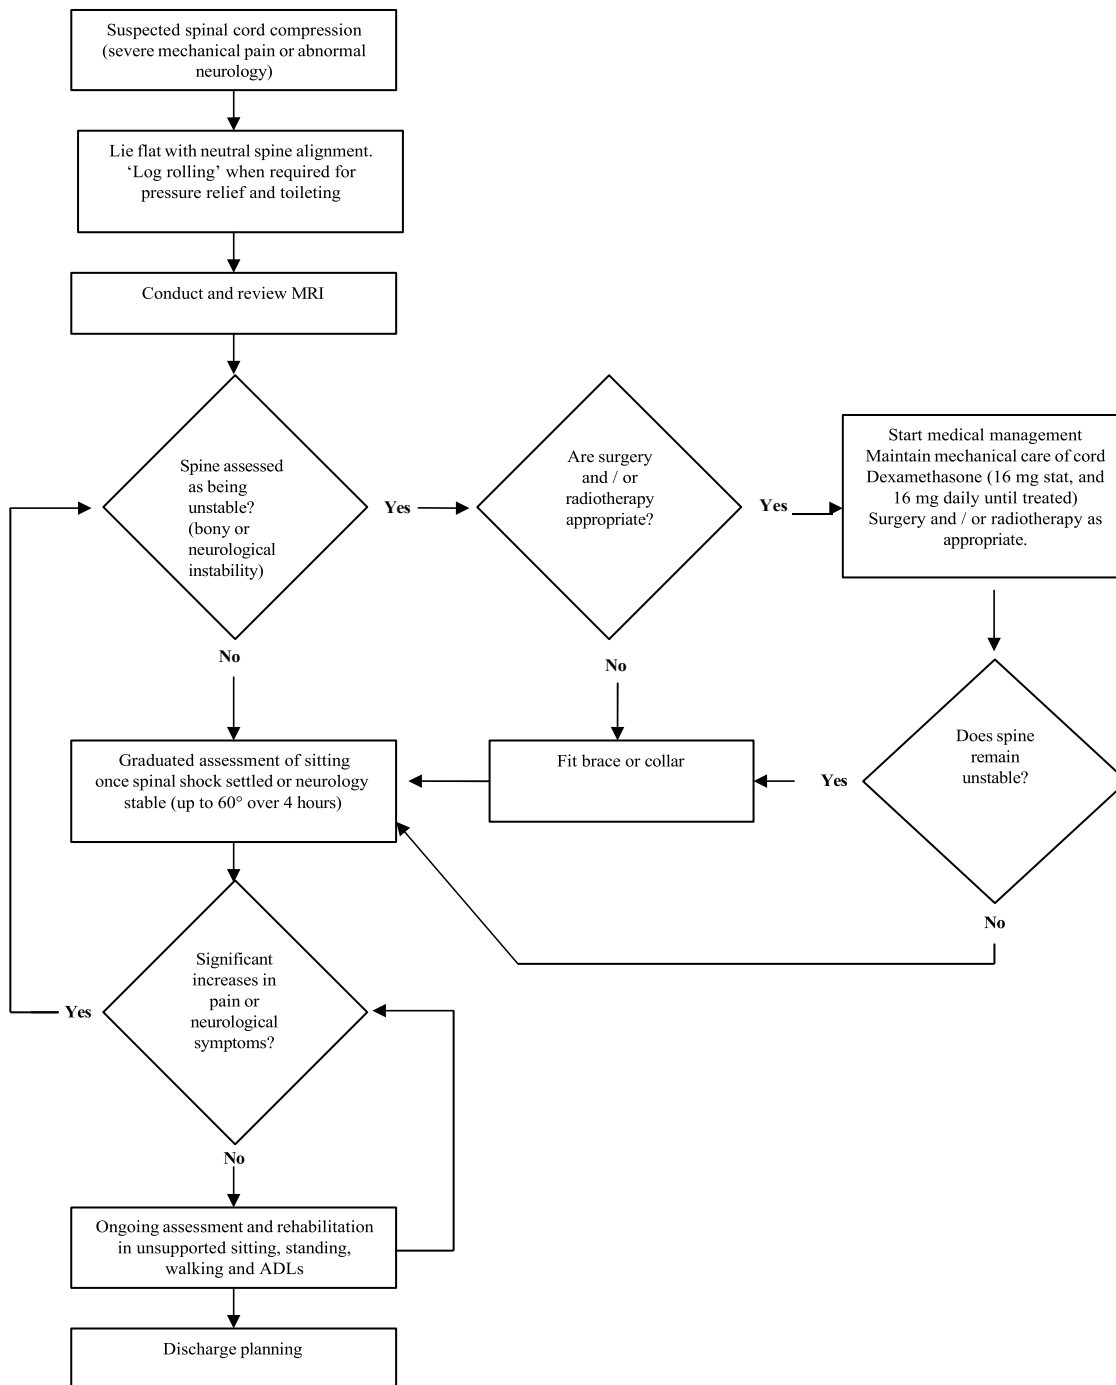 Suspected spinal cord compression
(severe mechanical pain or abnormal
neurology)
Lie flat with neutral spine alignment.
‘Log rolling’ when required for
pressure relief and toileting
Conduct and review MRI
Spine assessed
as being
unstable?
(bony or
neurological
instability)
Yes
Are surgery
and / or
radiotherapy
appropriate?
Yes
Start medical management
Maintain mechanical care of cord
Dexamethasone (16 mg stat, and
16 mg daily until treated)
Surgery and / or radiotherapy as
appropriate.
No
No
Graduated assessment of sitting
once spinal shock settled or neurology
stable (up to 60° over 4 hours)
Fit brace or collar
Yes
Does spine
remain
unstable?
No
Significant
increases in
pain or
neurological
symptoms?
Yes
No
Ongoing assessment and rehabilitation
in unsupported sitting, standing,
walking and ADLs
Discharge planning